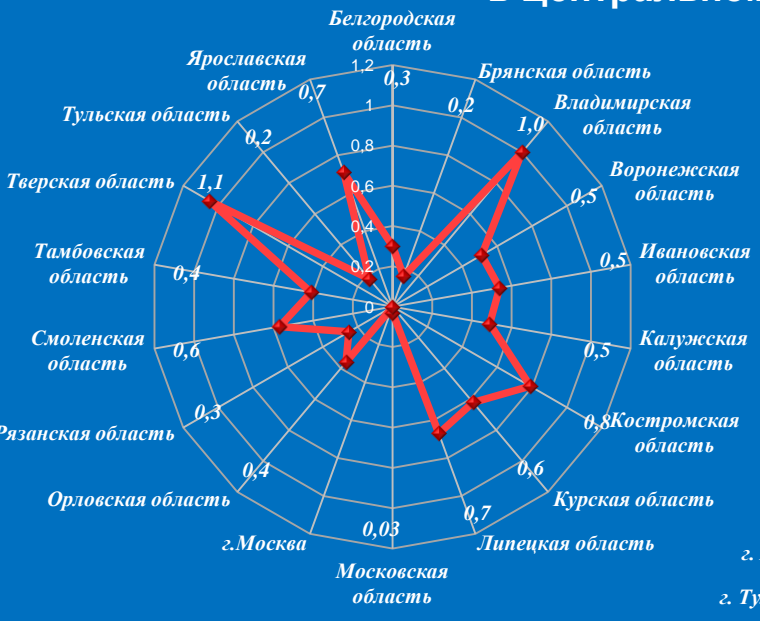 Белгородская
область
Брянская область
Владимирская
область
Воронежская
область
Ивановская
область
Калужская
область
Костромская
область
Курская область
Липецкая область
Московская
область
г.Москва
Орловская область
Рязанская область
Смоленская
область
Тамбовская
область
Тверская область
Тульская область
Ярославская
область
0,3
0,2
1,0
0,5
0,5
0,5
0,8
0,6
0,7
0,03
0,4
0,3
0,6
0,4
1,1
0,2
0,7
1,2
1
0,8
0,6
0,4
0,2
0
г.
г. Ту